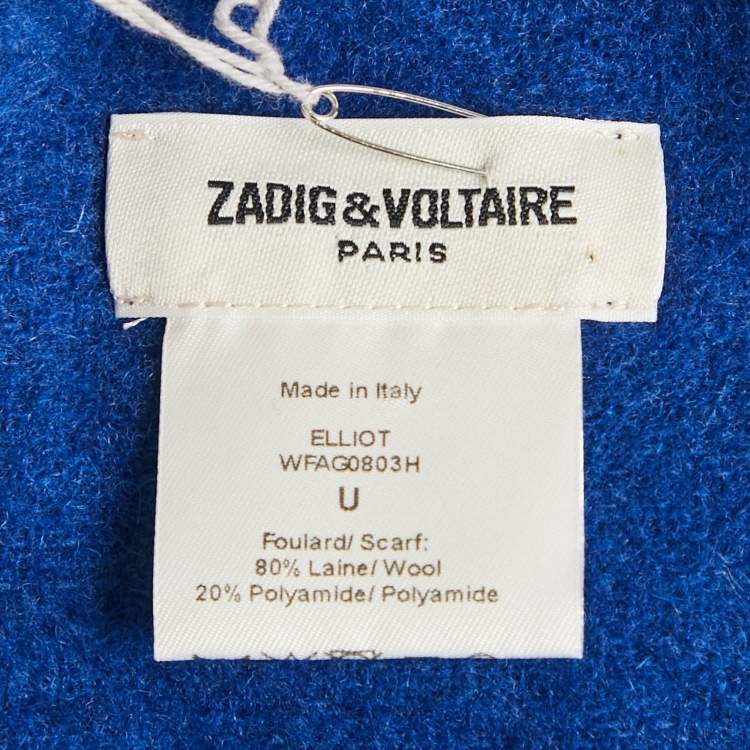 ZADIG&VOLTAIRE
PARIS
Made in Italy
ELLIOT
WFAG0803H
U
Foulard/ Scarf:
80% Laine/ Wool
20% Polyamide/ Polyamide